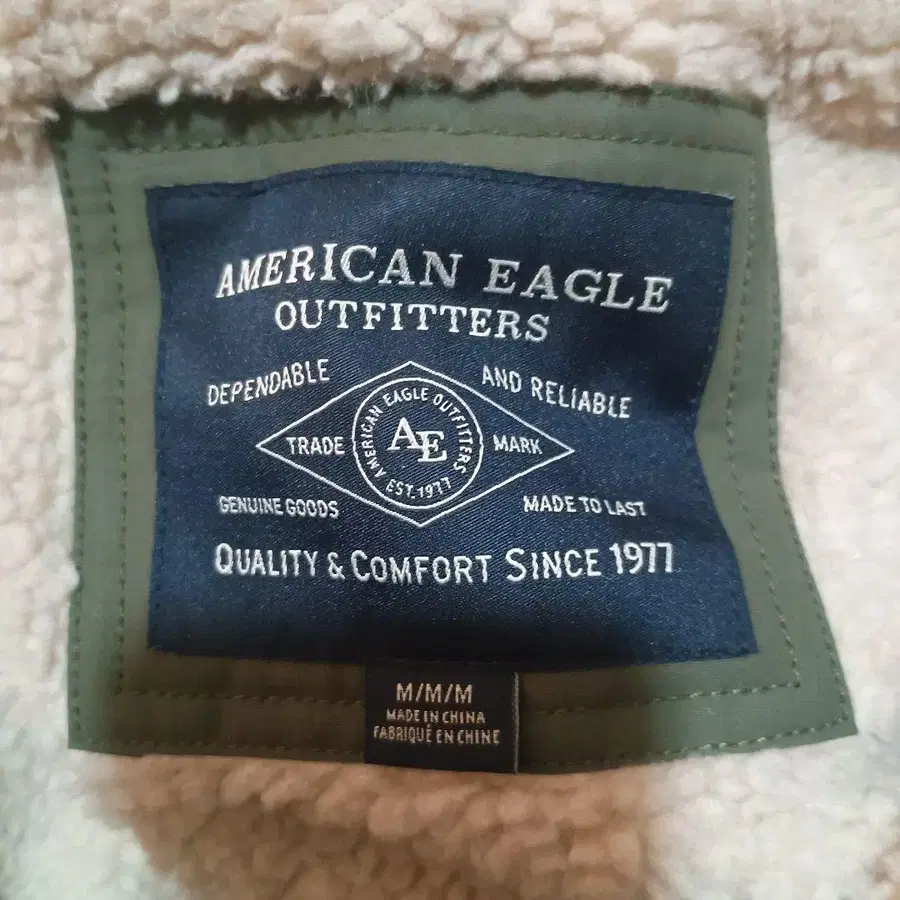 AMERICAN EAGLE
OUTFITTERS
DEPENDABLE AND RELIABLE
AMERICAN EAGLE OUTFITTERS
TRADE AE MARK
EST. 1977
GENUINE GOODS MADE TO LAST
QUALITY & COMFORT SINCE 1977
M/M/M
MADE IN CHINA
FABRIQUÉ EN CHINE